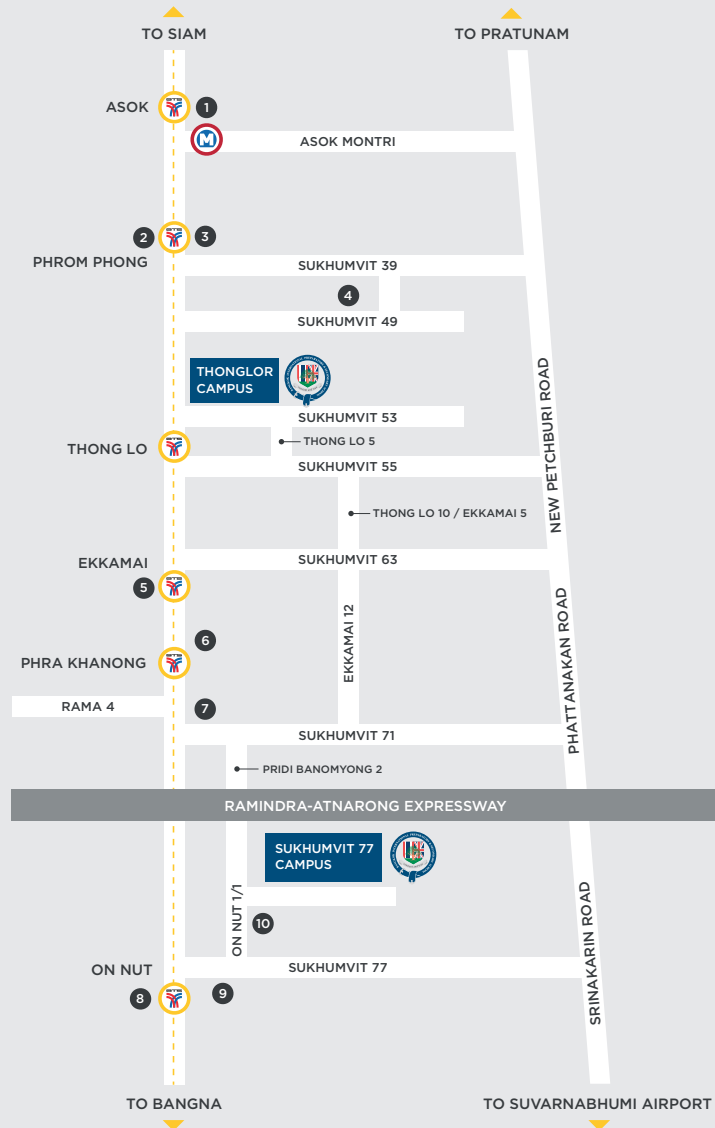 TO SIAM
TO PRATUNAM
ASOK
1
M
ASOK MONTRI
2
3
PHROM PHONG
SUKHUMVIT 39
4
SUKHUMVIT 49
THONGLOR
CAMPUS
SUKHUMVIT 53
THONG LO 5
THONG LO
SUKHUMVIT 55
NEW PETCHBURI ROAD
THONG LO 10 / EKKAMAI 5
EKKAMAI
SUKHUMVIT 63
5
EKKAMAI 12
PHATTANAKAN ROAD
6
PHRA KHANONG
RAMA 4
7
SUKHUMVIT 71
PRIDI BANOMYONG 2
RAMINDRA-ATNARONG EXPRESSWAY
SUKHUMVIT 77
CAMPUS
ON NUT 1/1
10
SRINAKARIN ROAD
ON NUT
SUKHUMVIT 77
8
9
TO BANGNA
TO SUVARNABHUMI AIRPORT